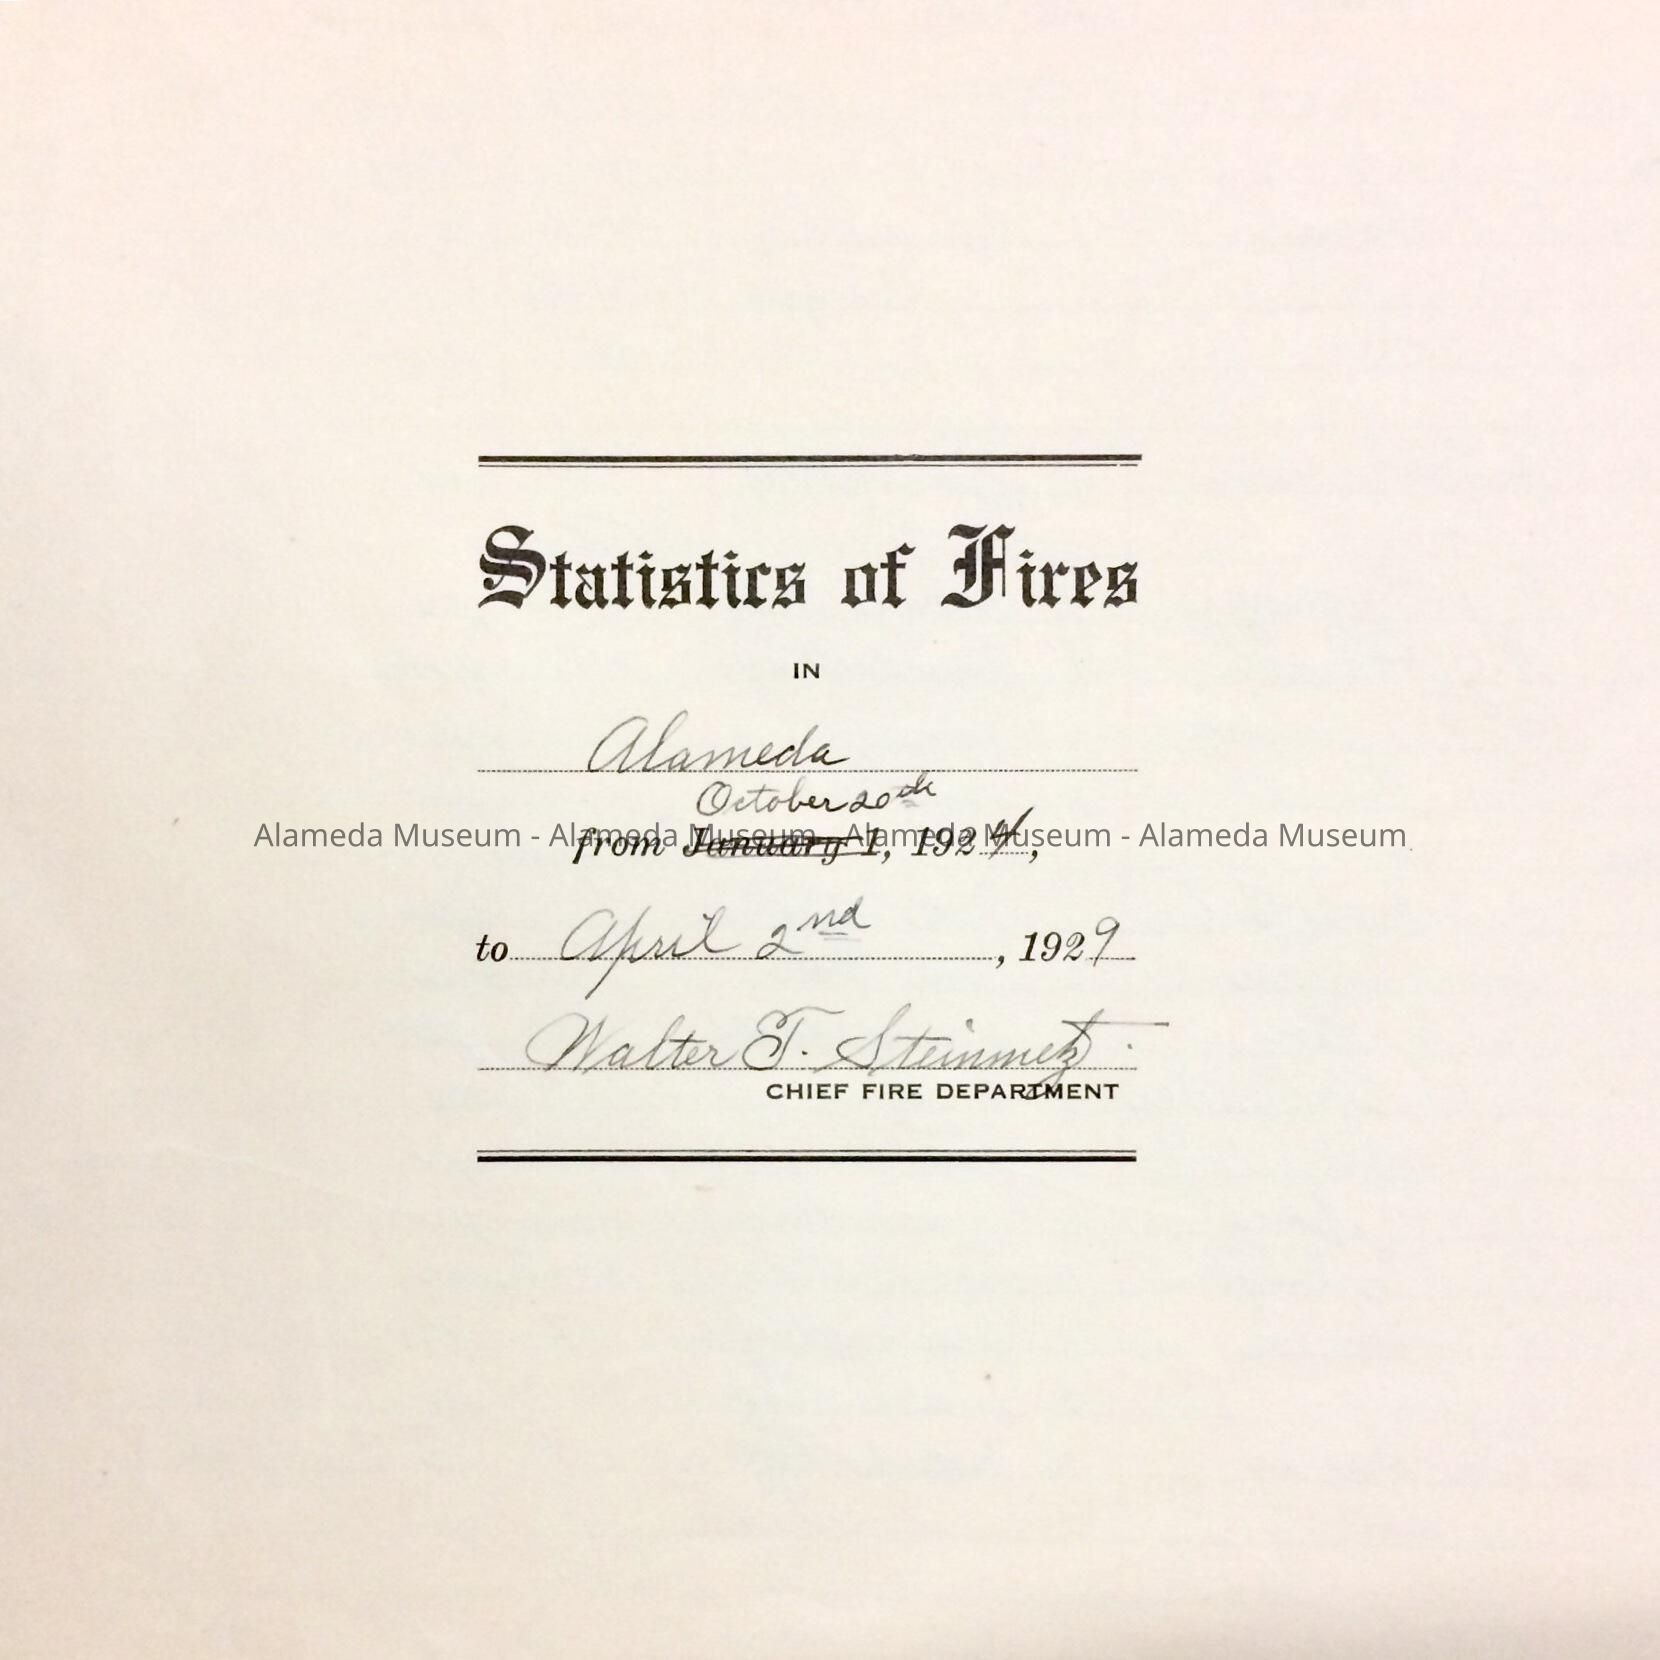 Statistics of Fires
IN
Alameda
October 20th
from January 1, 1924,
to April 2nd, 1929
Walter T. Steinmetz.
CHIEF FIRE DEPARTMENT
Alameda Museum - Alameda Museum - Alameda Museum - Alameda Museum